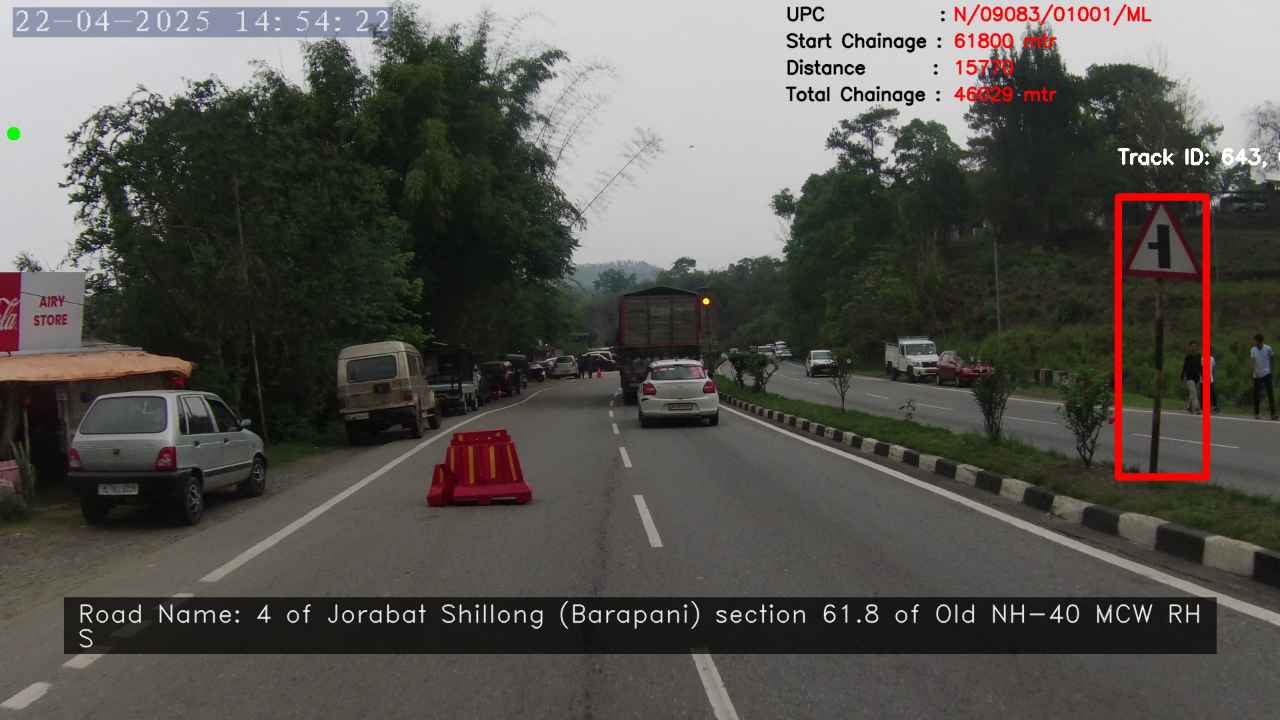 22-04-2025 14:54:22
UPC : N/09083/01001/ML
Start Chainage : 61800 mtr
Distance : 15770
Total Chainage : 46029 mtr
Track ID: 643,
AIRY
STORE
Road Name: 4 of Jorabat Shillong (Barapani) section 61.8 of Old NH-40 MCW RH
S